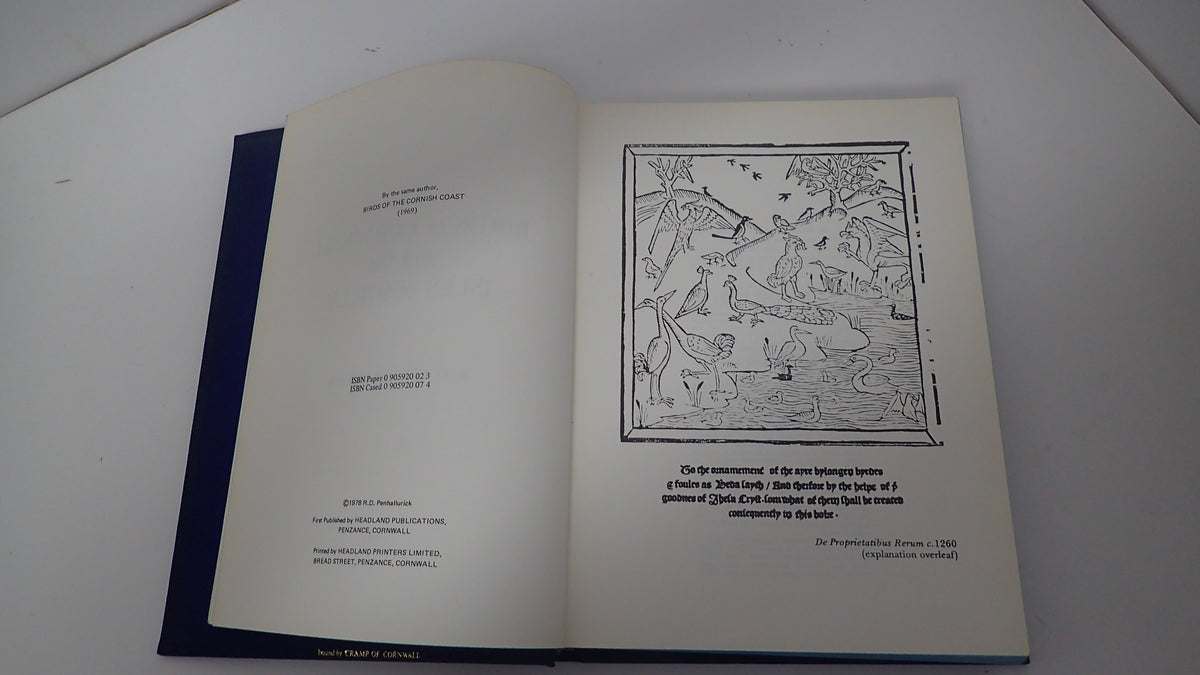 By the same author,
BIRDS OF THE CORNISH COAST
(1969)
ISBN Paper 0 905920 02 3
ISBN Cased 0 905920 07 4
©1978 R.D. Penhallurick
First Published by HEADLAND PUBLICATIONS,
PENZANCE, CORNWALL
Printed by HEADLAND PRINTERS LIMITED,
BREAD STREET, PENZANCE, CORNWALL
bound by CRAMP OF CORNWALL
To the ornamement of the ayre bylongen byrdes
& foules as Beda sayth / And therfore by the helpe of
goodnes of Jhesu Cryst. somwhat of them shall be treated
consequently in this boke.
De Proprietatibus Rerum c.1260
(explanation overleaf)